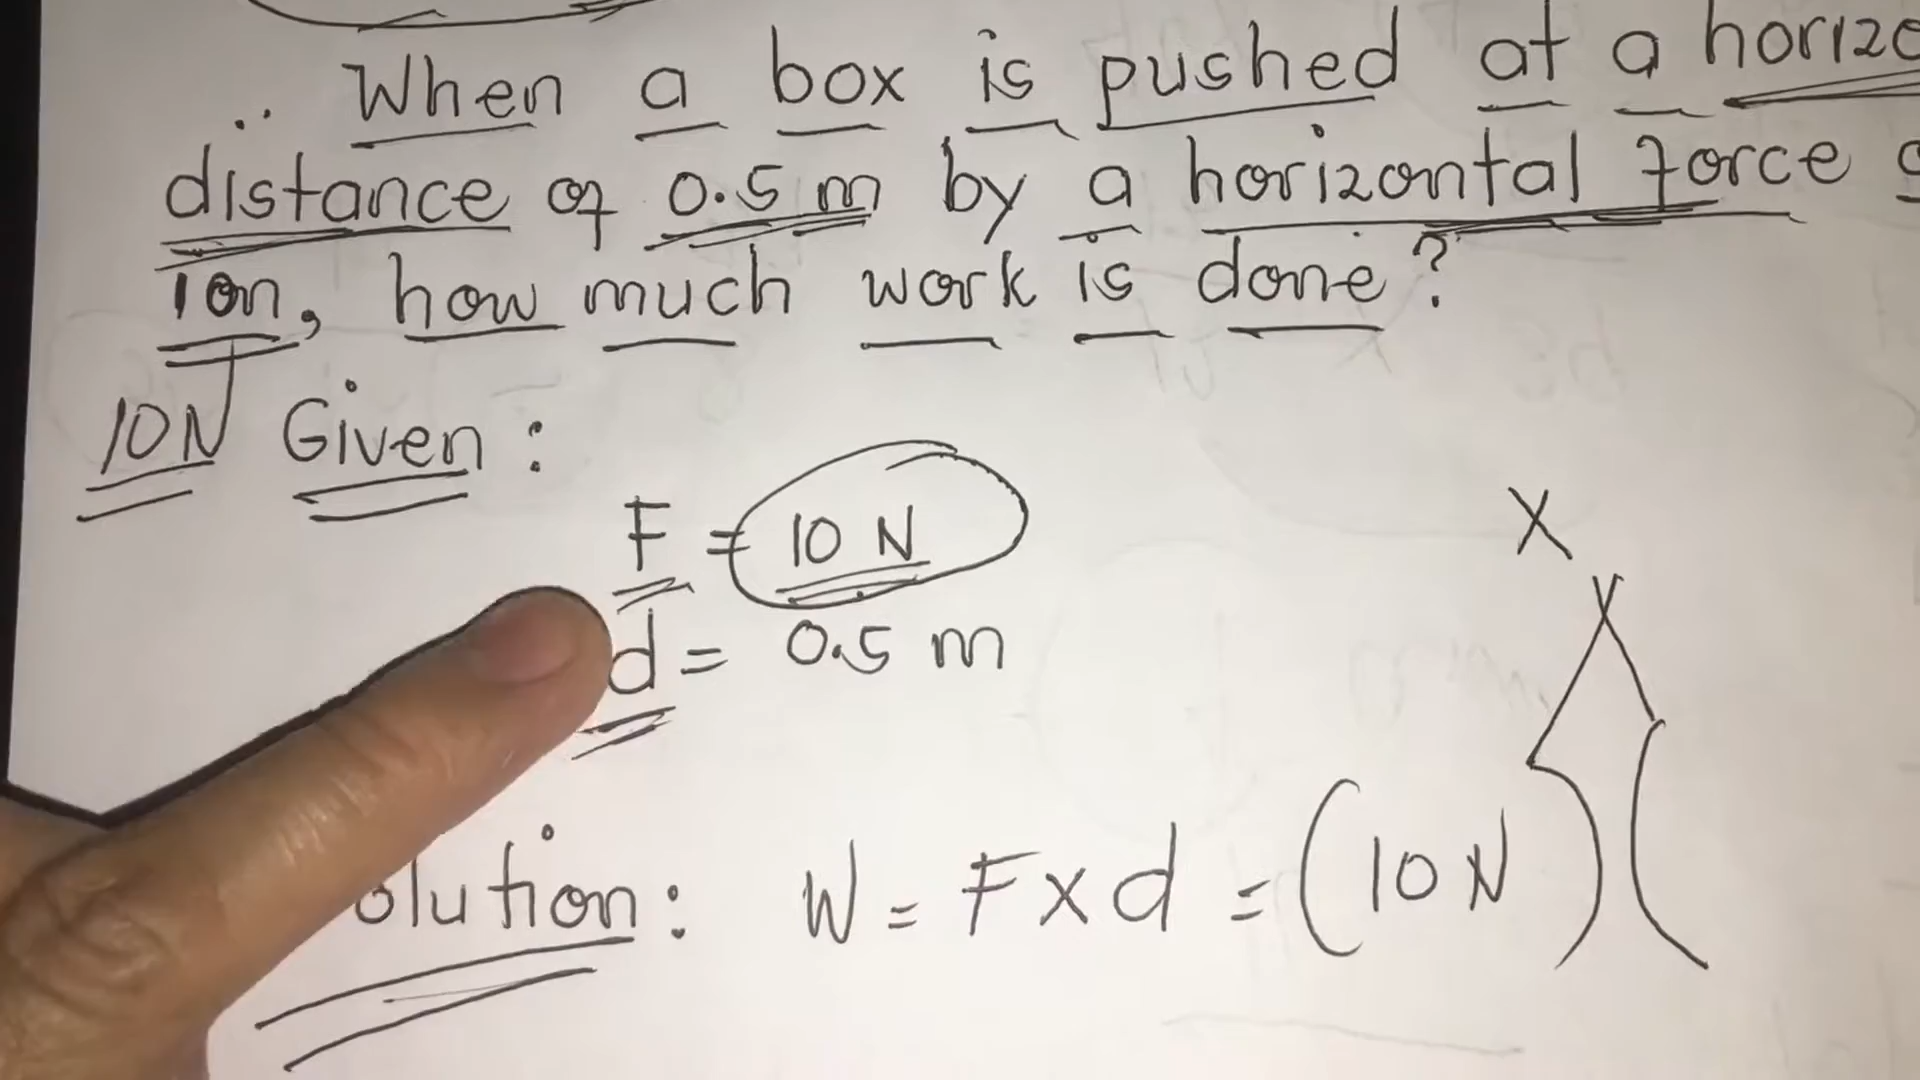 When a box is pushed at a horizo
distance of 0.5 m by a horizontal force
10n, how much work is done?
10N Given:
F = 10 N
d = 0.5 m
X
X
olution: W = F x d = (10 N) (